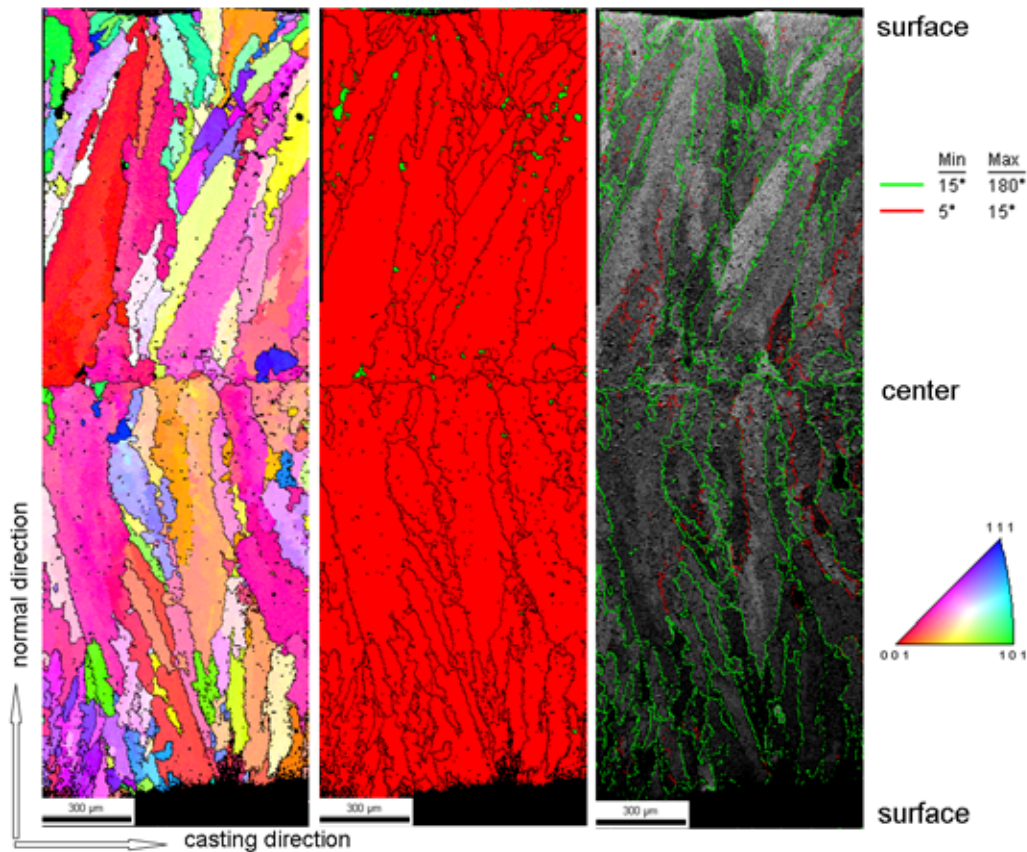 surface
Min Max
15° 180°
5° 15°
center
normal direction
111
001 101
300 µm
300 µm
300 µm
casting direction
surface